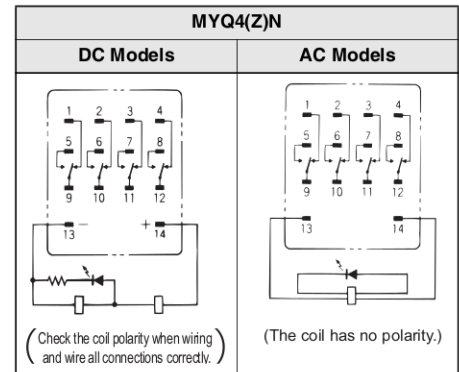 MYQ4(Z)N
DC Models
AC Models
1 2 3 4
5 6 7 8
9 10 11 12
− +
13 14
(Check the coil polarity when wiring
and wire all connections correctly.)
1 2 3 4
5 6 7 8
9 10 11 12
13 14
(The coil has no polarity.)